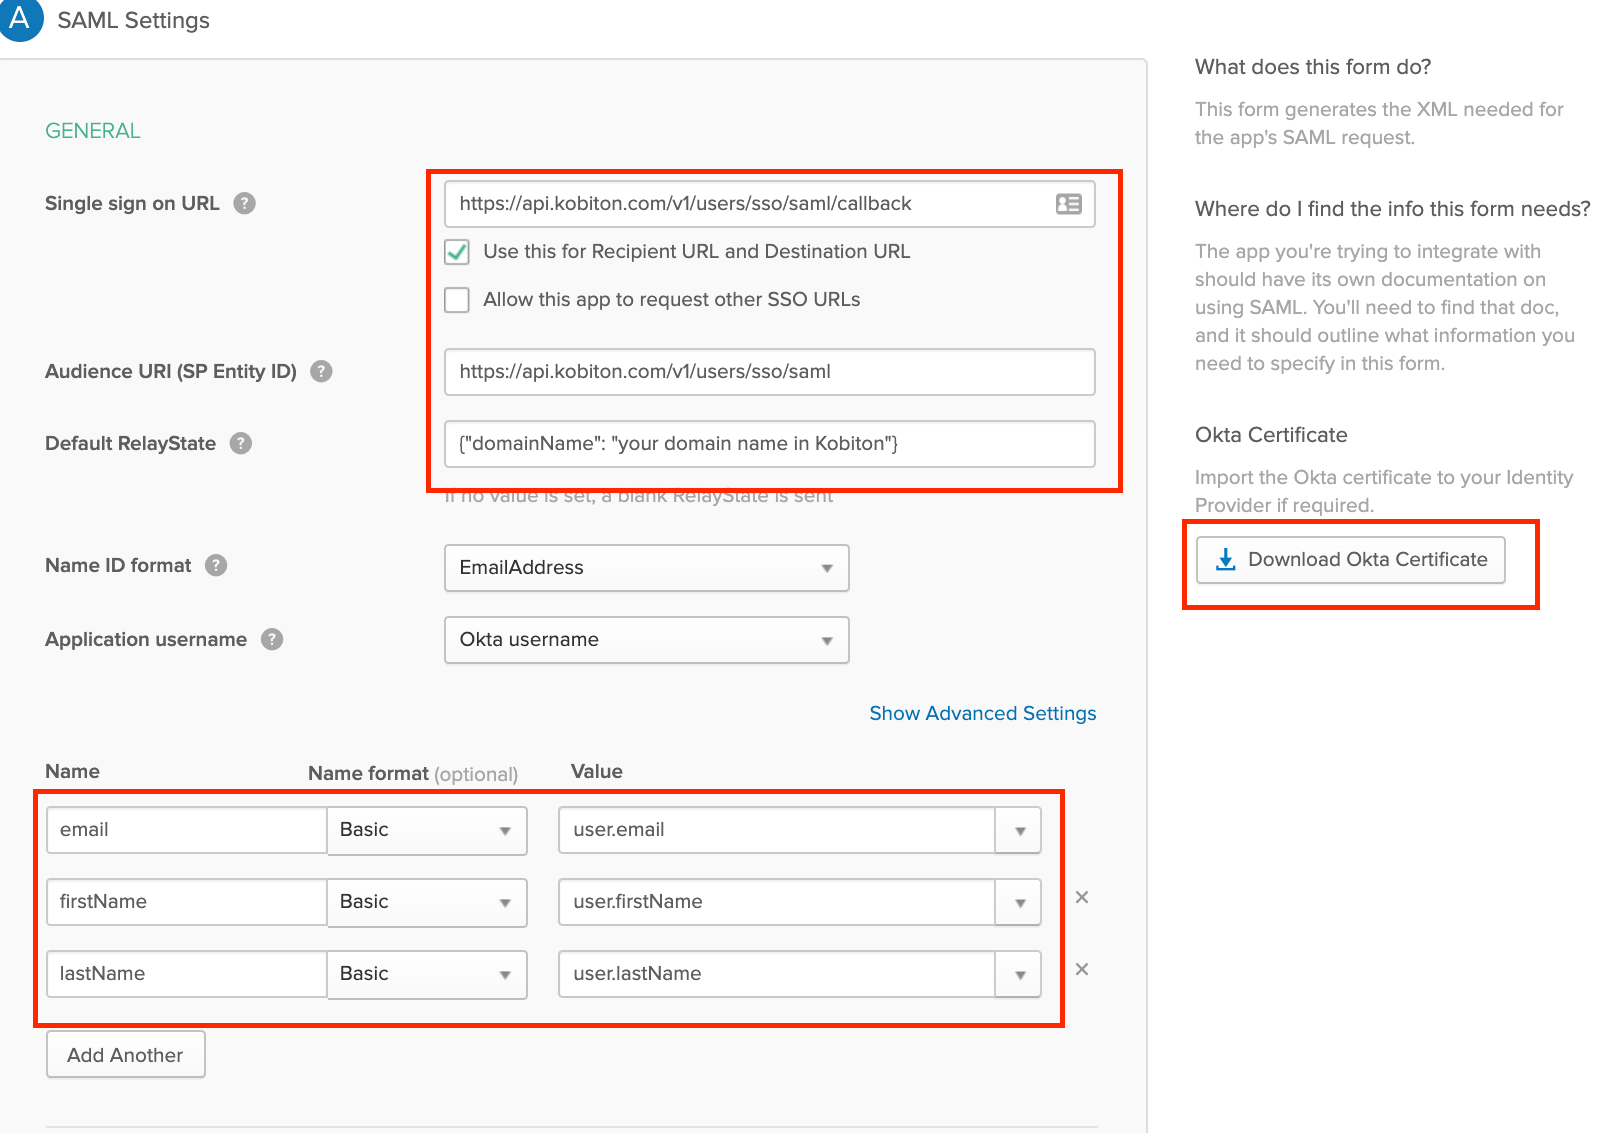 A SAML Settings
GENERAL
Single sign on URL ?
https://api.kobiton.com/v1/users/sso/saml/callback
Use this for Recipient URL and Destination URL
Allow this app to request other SSO URLs
Audience URI (SP Entity ID) ?
https://api.kobiton.com/v1/users/sso/saml
Default RelayState ?
{"domainName": "your domain name in Kobiton"}
If no value is set, a blank RelayState is sent
Name ID format ?
EmailAddress
Application username ?
Okta username
Show Advanced Settings
Name Name format (optional) Value
email Basic user.email
firstName Basic user.firstName
lastName Basic user.lastName
Add Another
What does this form do?
This form generates the XML needed for
the app's SAML request.
Where do I find the info this form needs?
The app you're trying to integrate with
should have its own documentation on
using SAML. You'll need to find that doc,
and it should outline what information you
need to specify in this form.
Okta Certificate
Import the Okta certificate to your Identity
Provider if required.
Download Okta Certificate